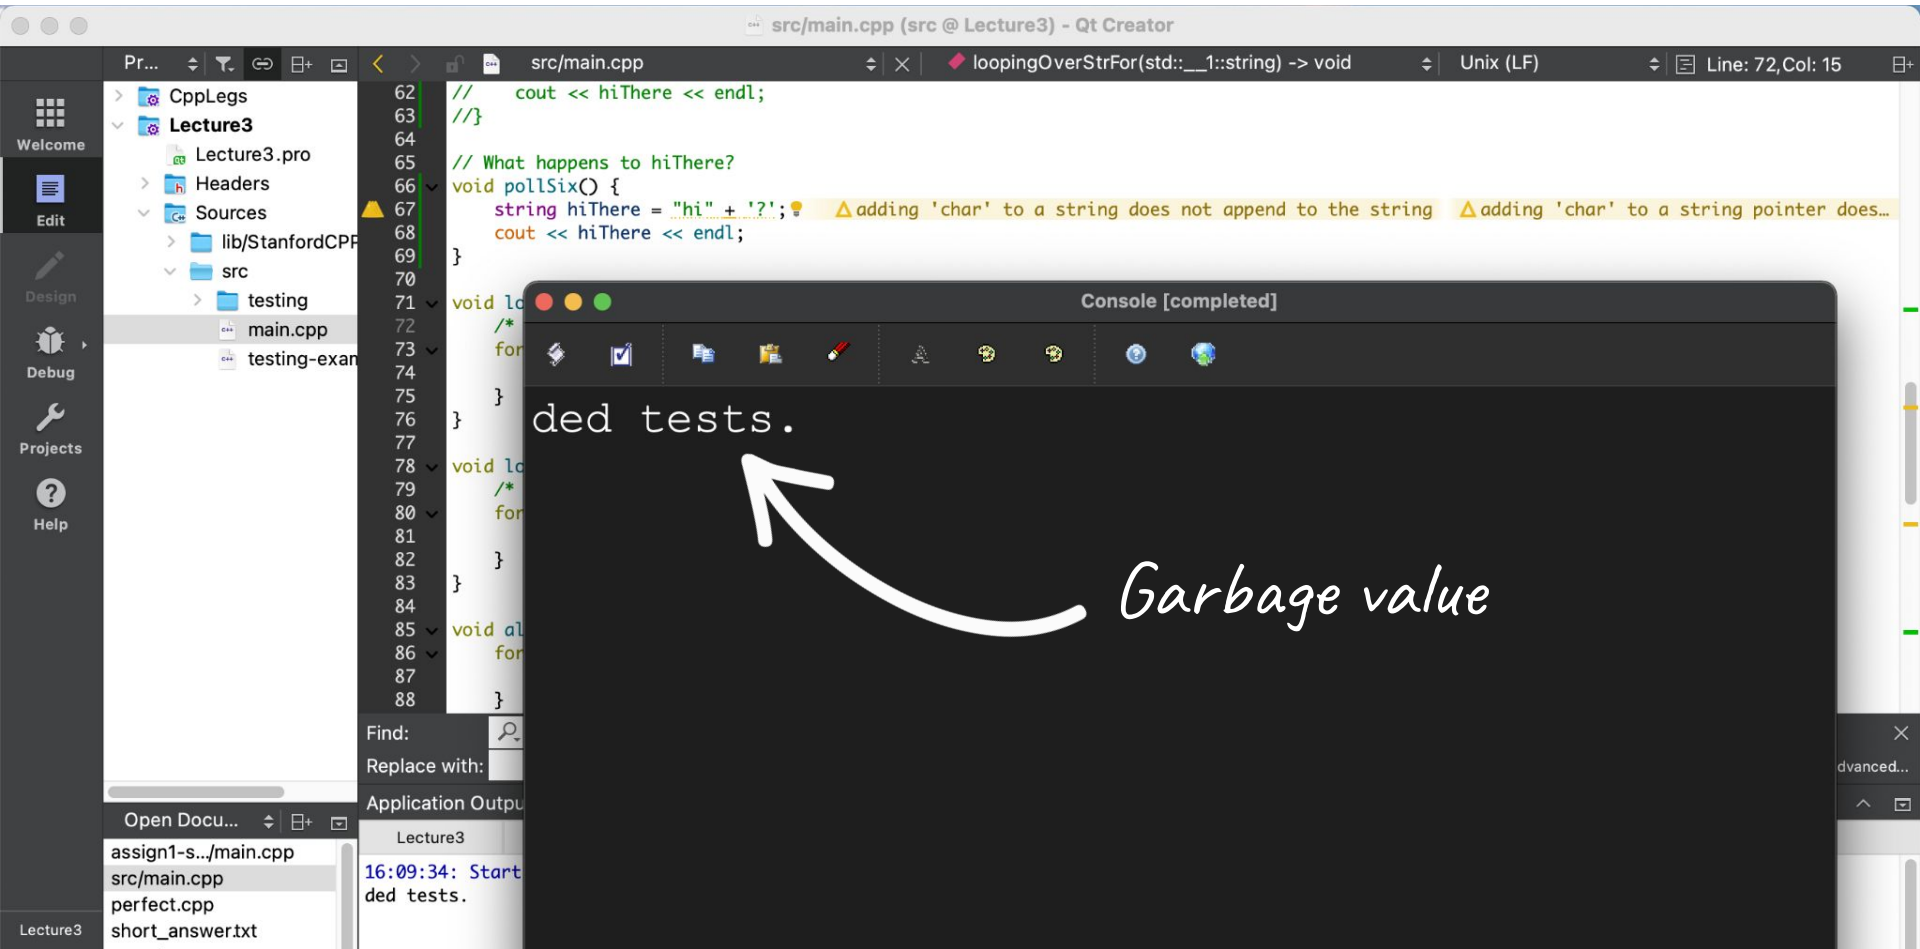 src/main.cpp (src @ Lecture3) - Qt Creator
Pr... src/main.cpp loopingOverStrFor(std::__1::string) -> void Unix (LF) Line: 72,Col: 15
Welcome
Edit
Design
Debug
Projects
Help
Lecture3
CppLegs
Lecture3
Lecture3.pro
Headers
Sources
lib/StanfordCPP
src
testing
main.cpp
testing-exam
62 //    cout << hiThere << endl;
63 //}
64
65 // What happens to hiThere?
66 void pollSix() {
67     string hiThere = "hi" + '?'; adding 'char' to a string does not append to the string adding 'char' to a string pointer does...
68     cout << hiThere << endl;
69 }
70
71 void lo
72     /*
73     for
74
75     }
76 }
77
78 void lo
79     /*
80     for
81
82     }
83 }
84
85 void al
86     for
87
88     }
Console [completed]
ded tests.
Garbage value
Find:
Replace with:
dvanced...
Application Outpu
Lecture3
16:09:34: Start
ded tests.
Open Docu...
assign1-s.../main.cpp
src/main.cpp
perfect.cpp
short_answer.txt